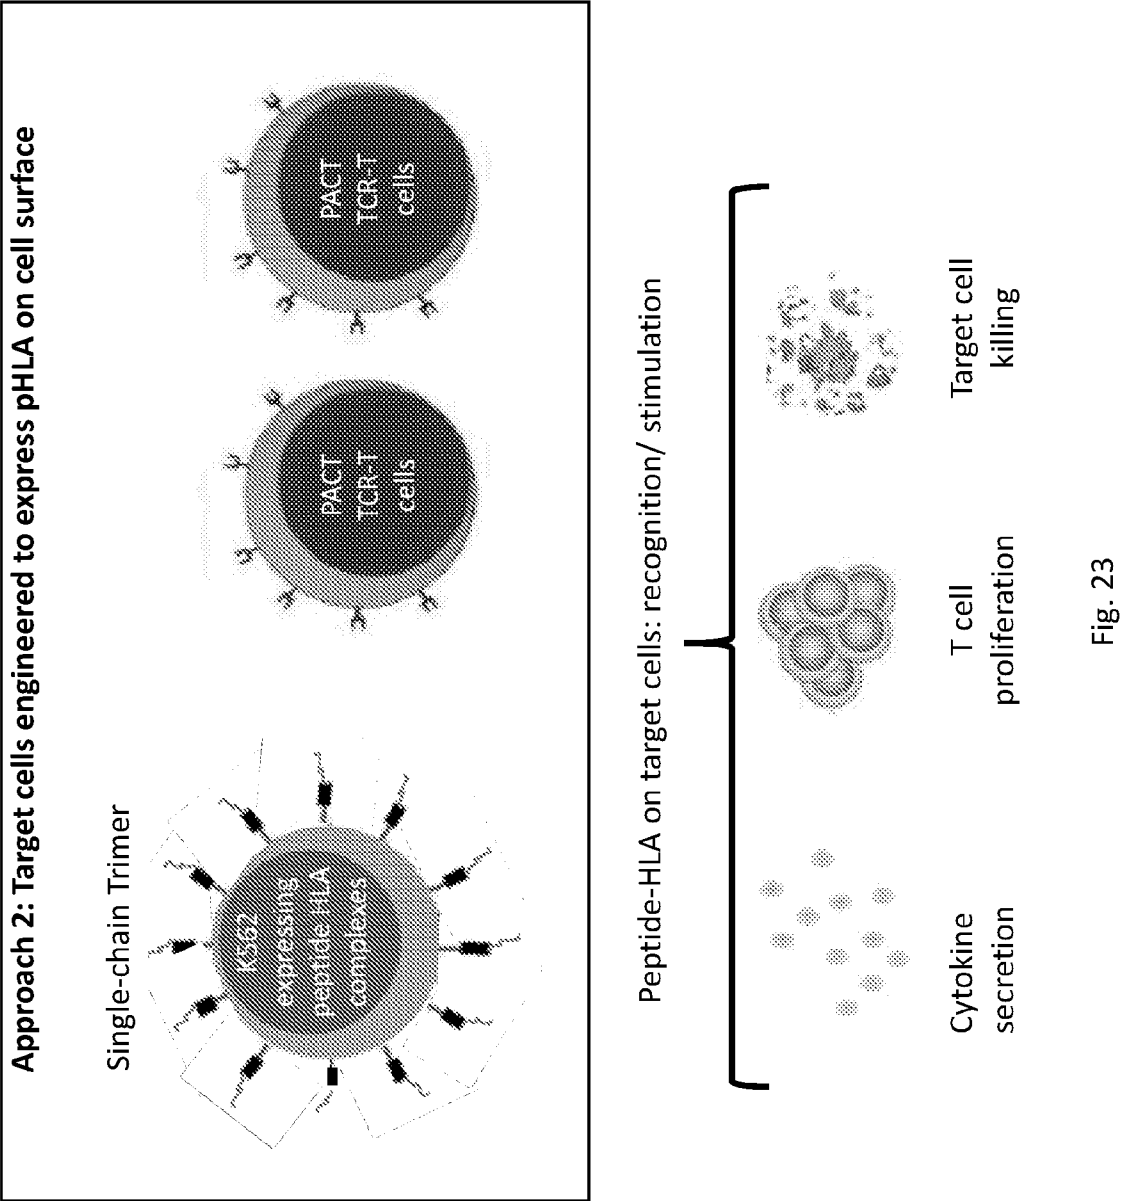 Approach 2: Target cells engineered to express pHLA on cell surface
Single-chain Trimer
K562
expressing
peptide-HLA
complexes
PACT
TCR-T
cells
PACT
TCR-T
cells
Peptide-HLA on target cells: recognition/ stimulation
Cytokine
secretion
T cell
proliferation
Target cell
killing
Fig. 23